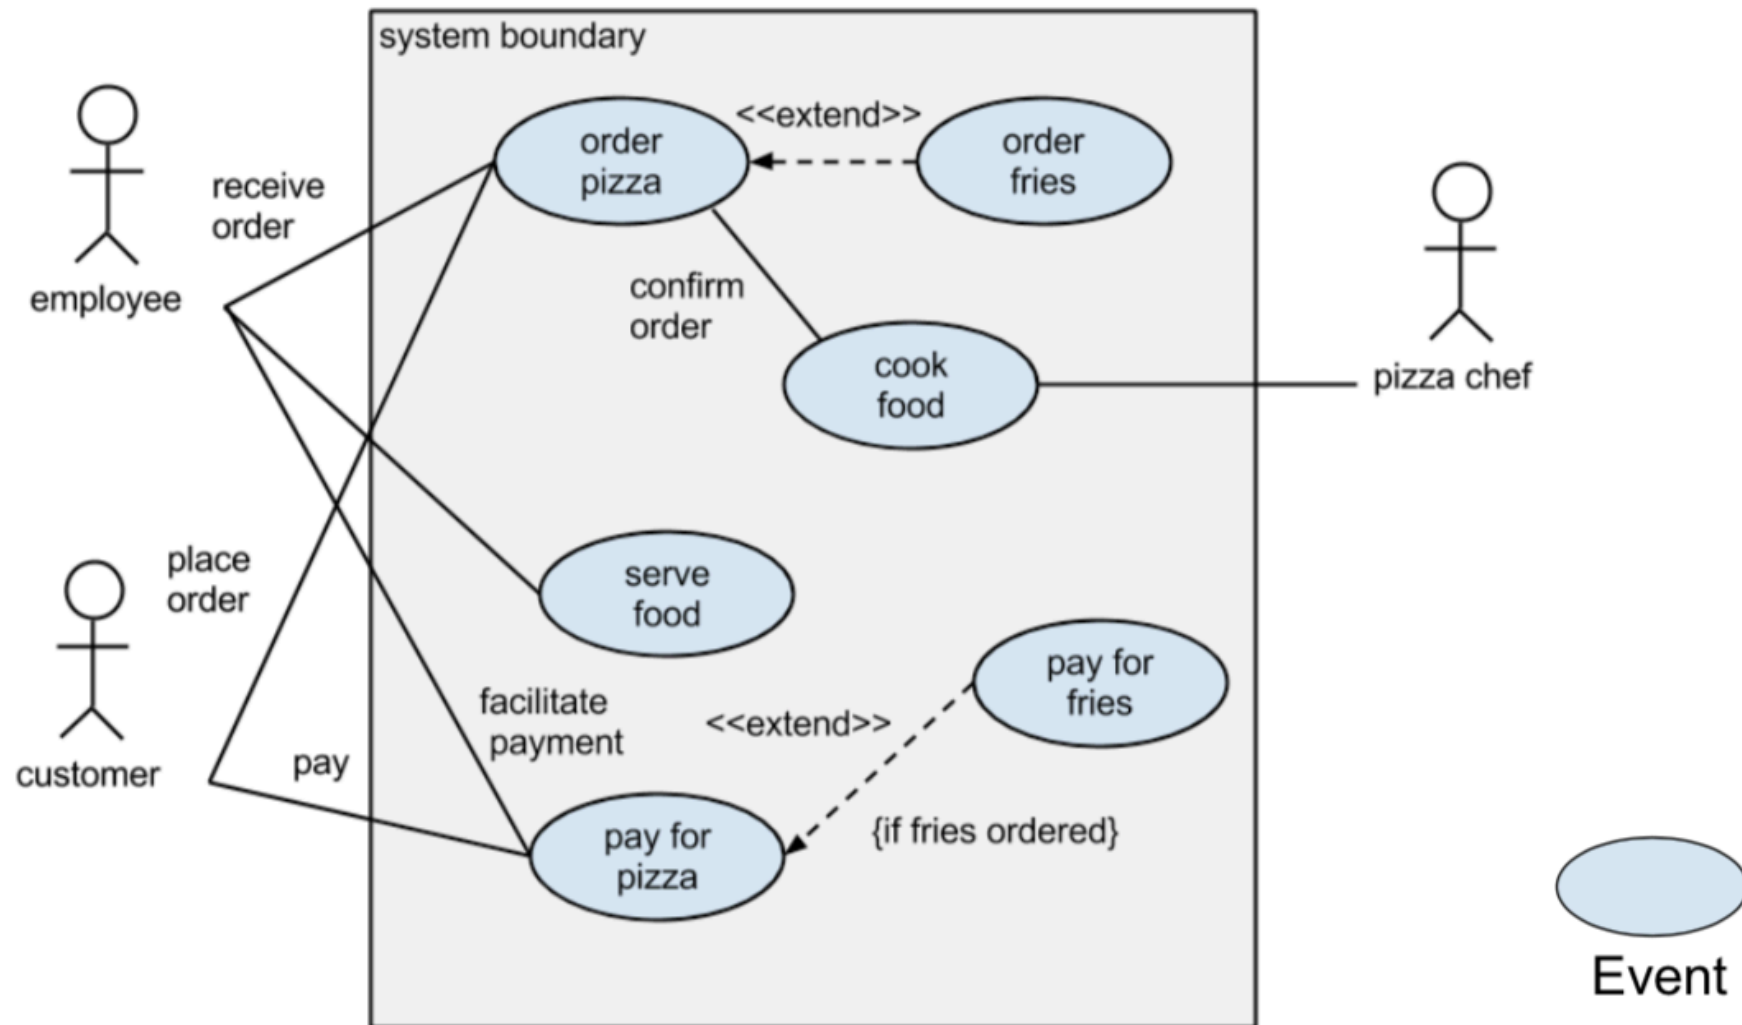 system boundary
<<extend>>
order
pizza
order
fries
receive
order
employee
confirm
order
cook
food
pizza chef
place
order
serve
food
customer
pay
facilitate
payment
<<extend>>
pay for
fries
{if fries ordered}
pay for
pizza
Event